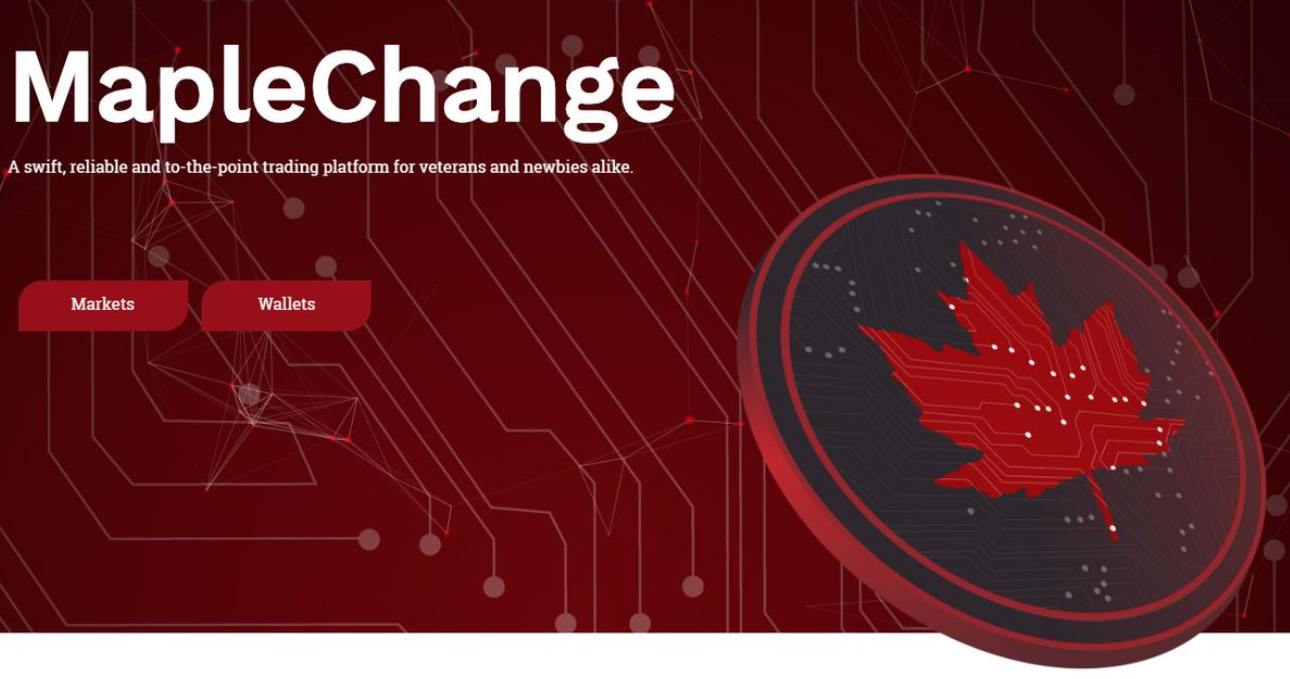 MapleChange
A swift, reliable and to-the-point trading platform for veterans and newbies alike.
Markets
Wallets